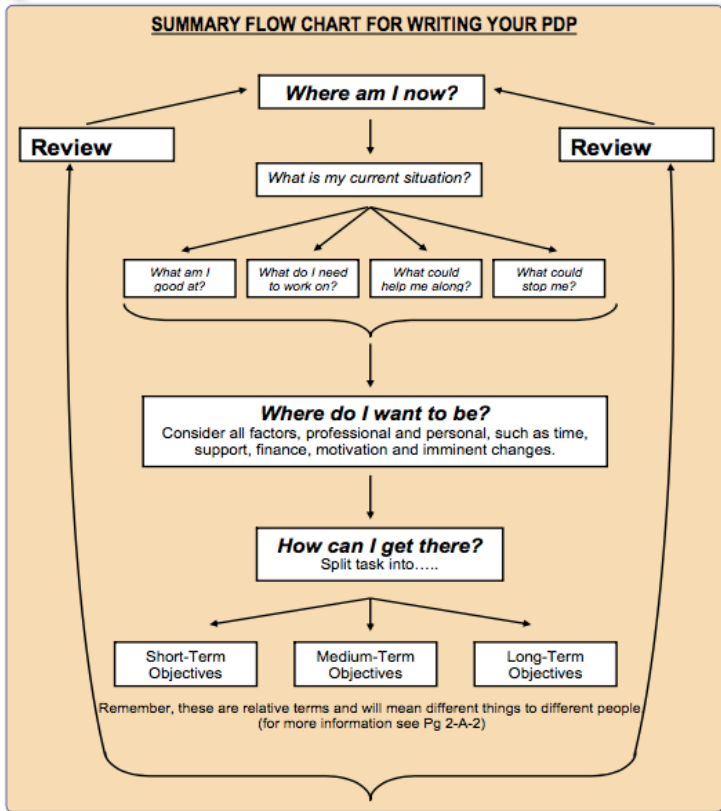 SUMMARY FLOW CHART FOR WRITING YOUR PDP
Where am I now?
Review
Review
What is my current situation?
What am I
good at?
What do I need
to work on?
What could
help me along?
What could
stop me?
Where do I want to be?
Consider all factors, professional and personal, such as time,
support, finance, motivation and imminent changes.
How can I get there?
Split task into…..
Short-Term
Objectives
Medium-Term
Objectives
Long-Term
Objectives
Remember, these are relative terms and will mean different things to different people
(for more information see Pg 2-A-2)